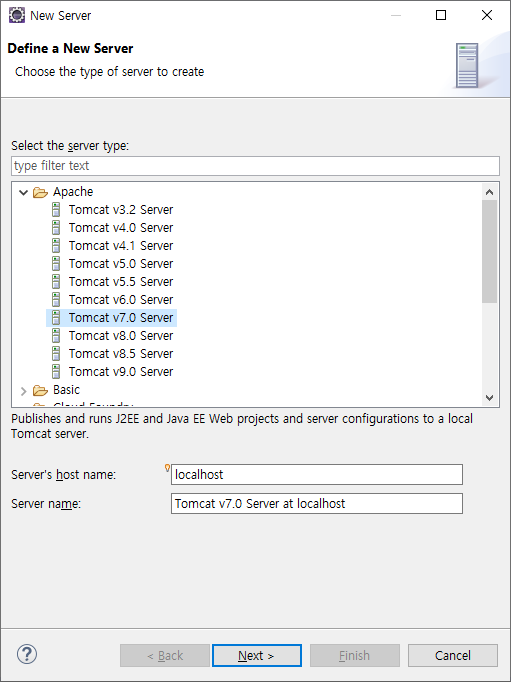 New Server
Define a New Server
Choose the type of server to create
Select the server type:
type filter text
Apache
Tomcat v3.2 Server
Tomcat v4.0 Server
Tomcat v4.1 Server
Tomcat v5.0 Server
Tomcat v5.5 Server
Tomcat v6.0 Server
Tomcat v7.0 Server
Tomcat v8.0 Server
Tomcat v8.5 Server
Tomcat v9.0 Server
Basic
Cloud Foundry
Publishes and runs J2EE and Java EE Web projects and server configurations to a local
Tomcat server.
Server's host name:
localhost
Server name:
Tomcat v7.0 Server at localhost
?
< Back
Next >
Finish
Cancel